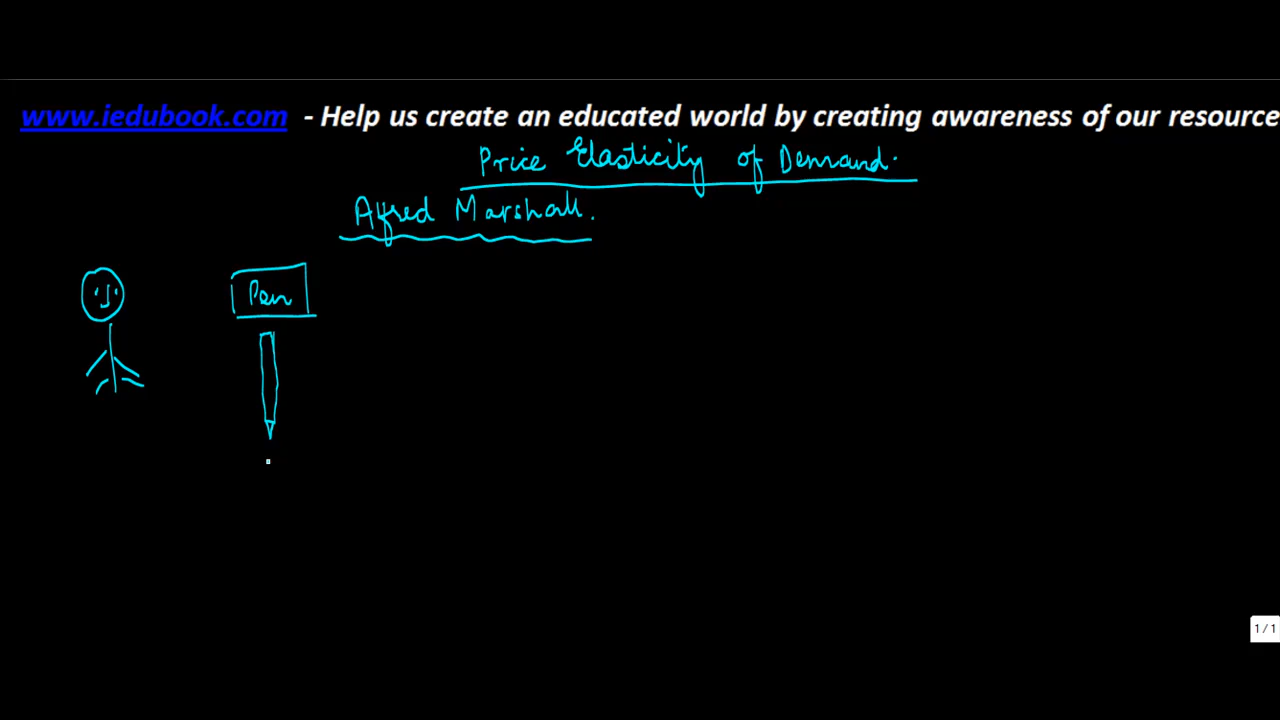 www.iedubook.com - Help us create an educated world by creating awareness of our resource
Price Elasticity of Demand.
Alfred Marshall.
Pen
1 / 1